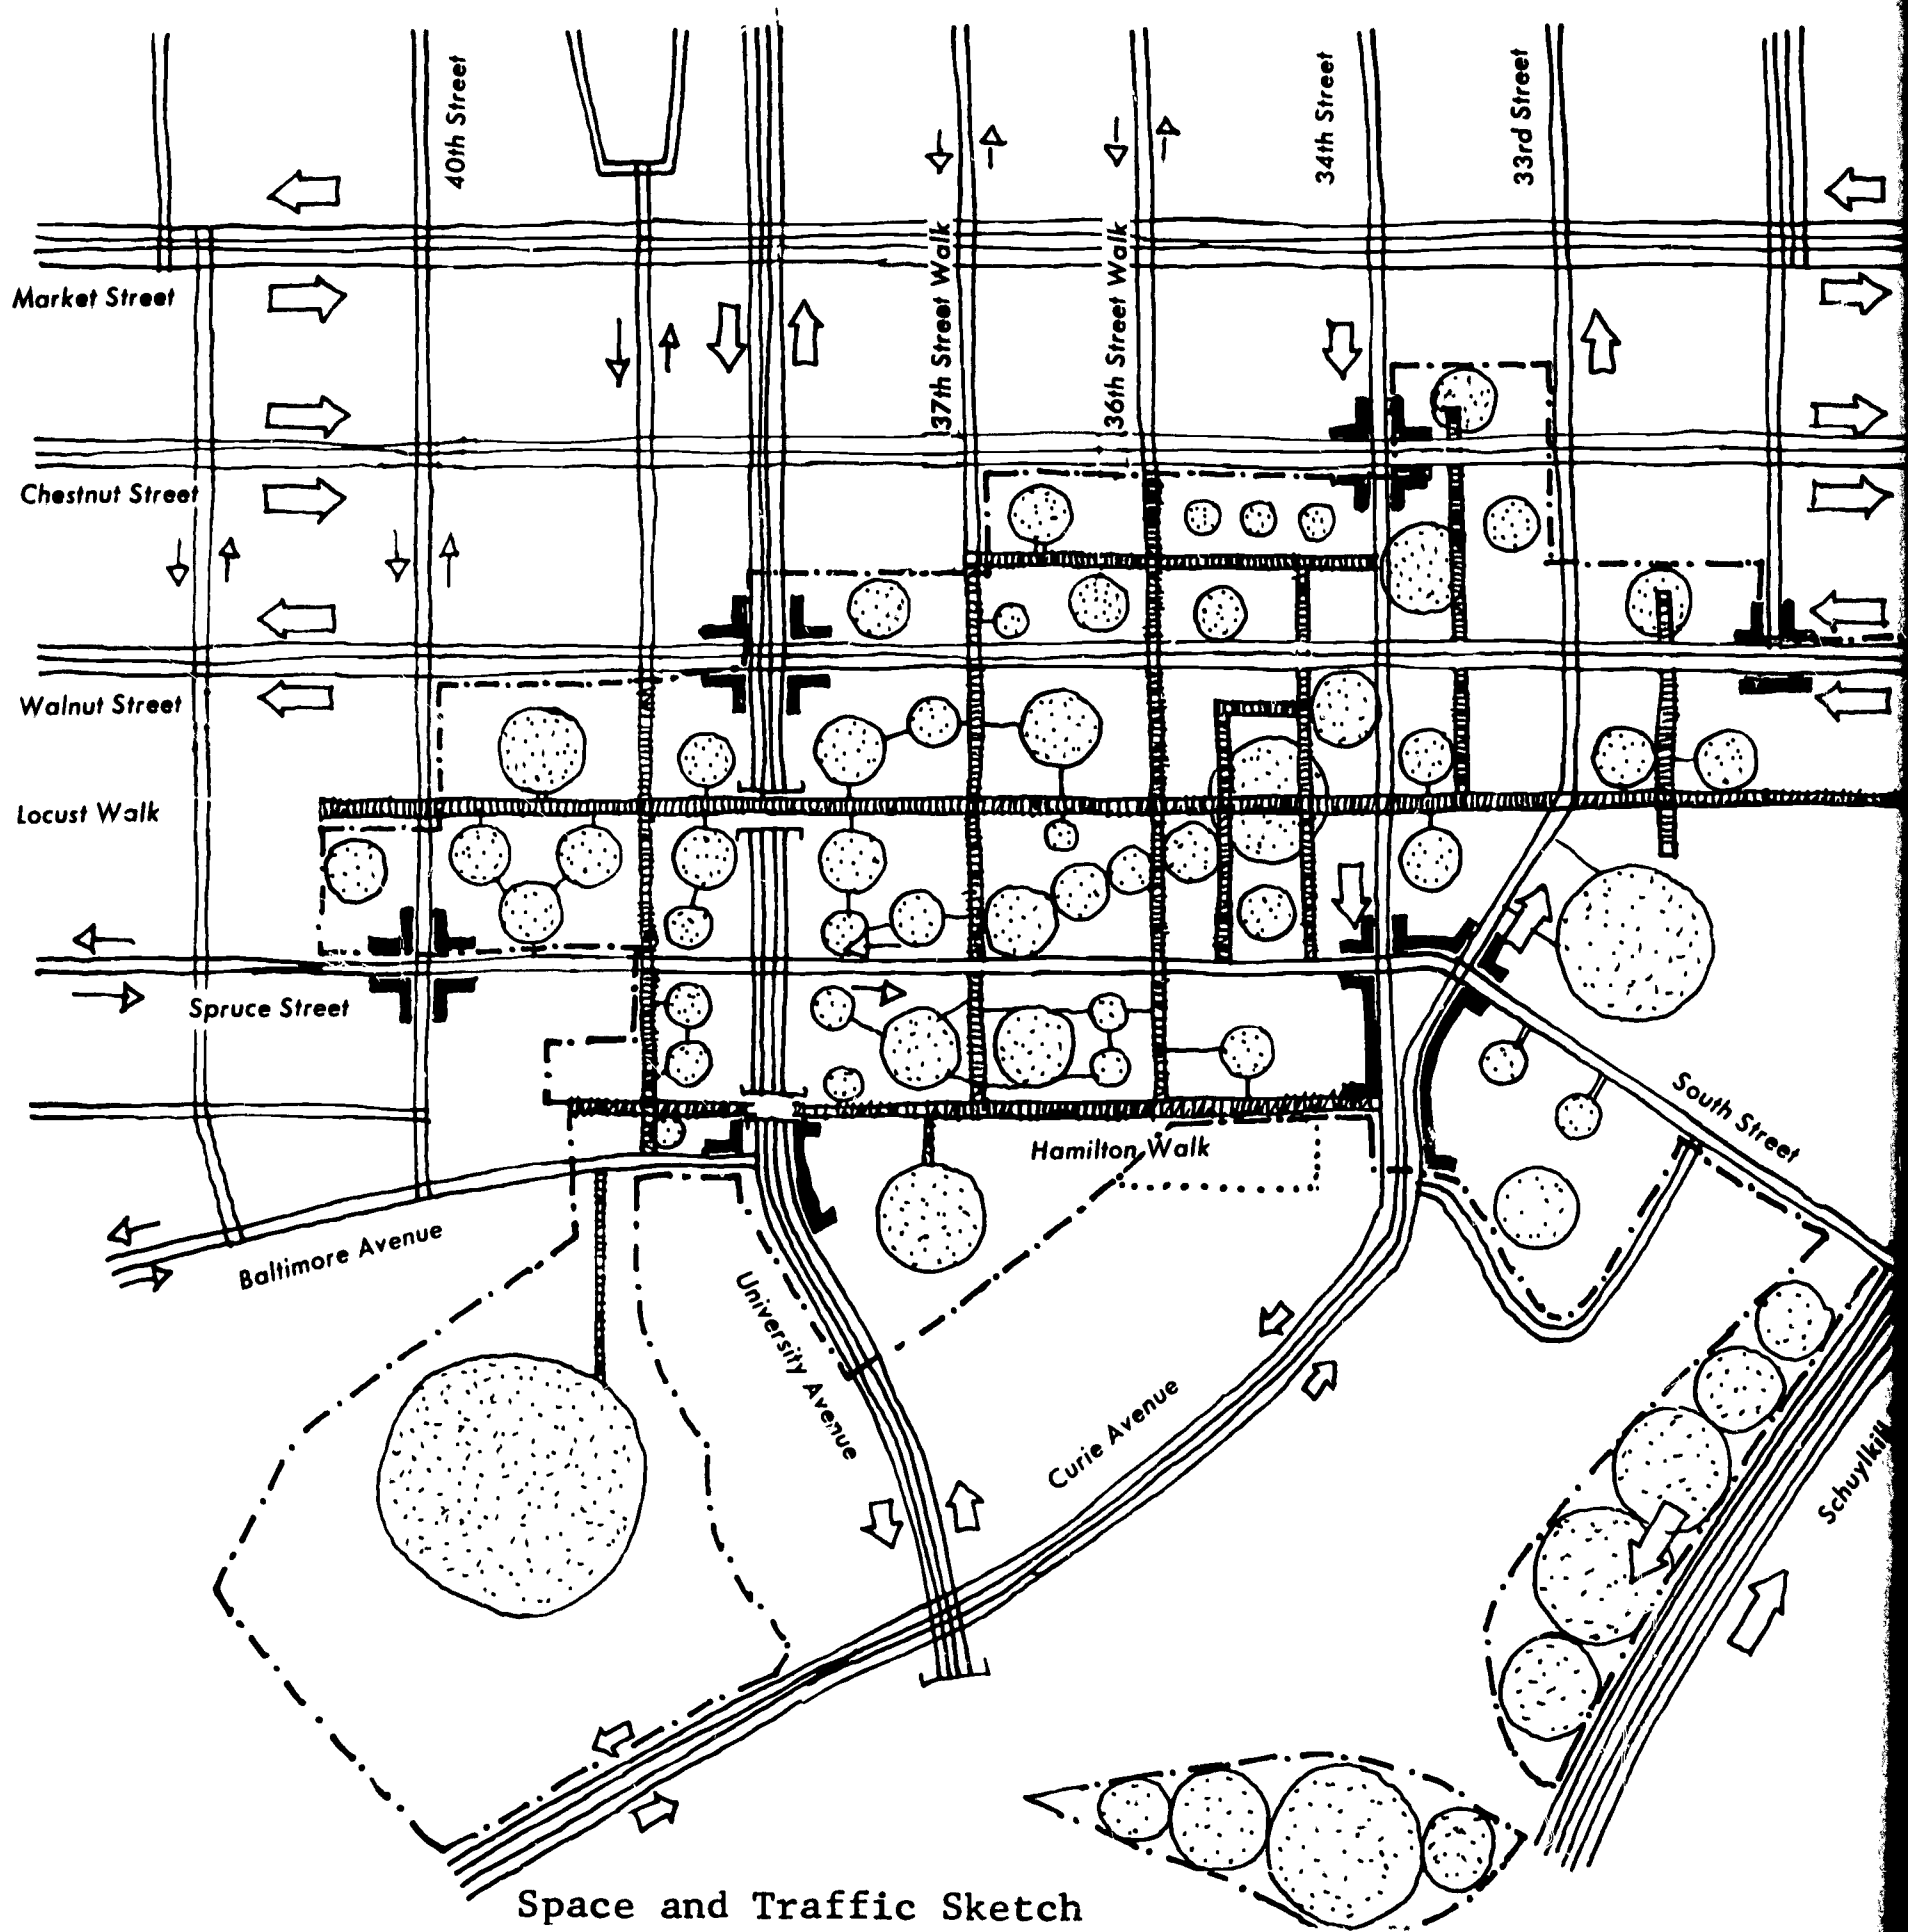 40th Street
34th Street
33rd Street
37th Street Walk
36th Street Walk
Market Street
Chestnut Street
Walnut Street
Locust Walk
Spruce Street
South Street
Hamilton Walk
Baltimore Avenue
University Avenue
Curie Avenue
Schuylkill
Space and Traffic Sketch